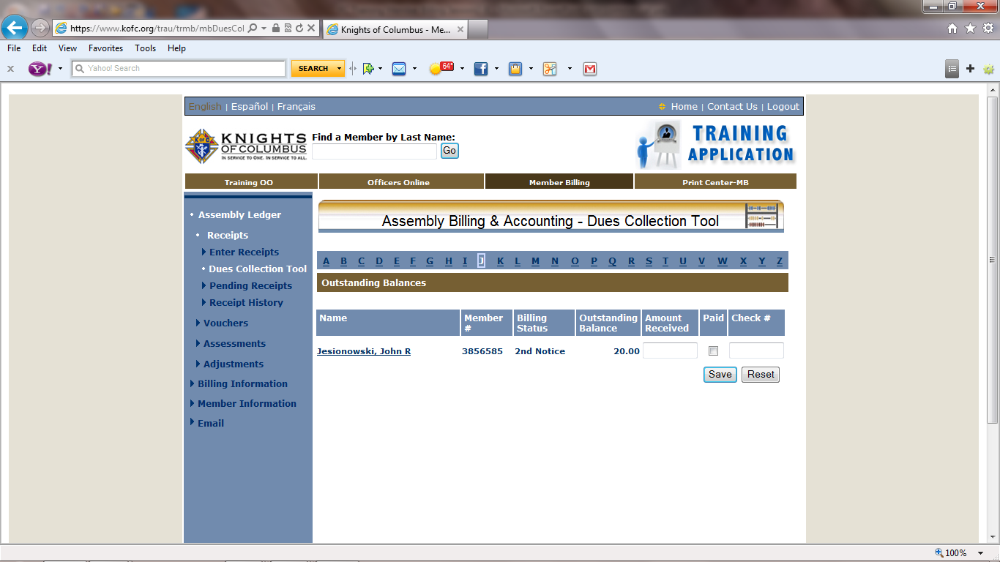 https://www.kofc.org/trau/trmb/mbDuesCol
Knights of Columbus - Me...
File Edit View Favorites Tools Help
Yahoo! Search
SEARCH
64°
English | Español | Français
Home | Contact Us | Logout
KNIGHTS
OF COLUMBUS
IN SERVICE TO ONE. IN SERVICE TO ALL.
Find a Member by Last Name:
Go
TRAINING
APPLICATION
Training OO
Officers Online
Member Billing
Print Center-MB
Assembly Ledger
Receipts
Enter Receipts
Dues Collection Tool
Pending Receipts
Receipt History
Vouchers
Assessments
Adjustments
Billing Information
Member Information
Email
Assembly Billing & Accounting - Dues Collection Tool
A B C D E F G H I J K L M N O P Q R S T U V W X Y Z
Outstanding Balances
Name
Member
#
Billing
Status
Outstanding
Balance
Amount
Received
Paid
Check #
Jesionowski, John R 3856585 2nd Notice 20.00
Save Reset
100%